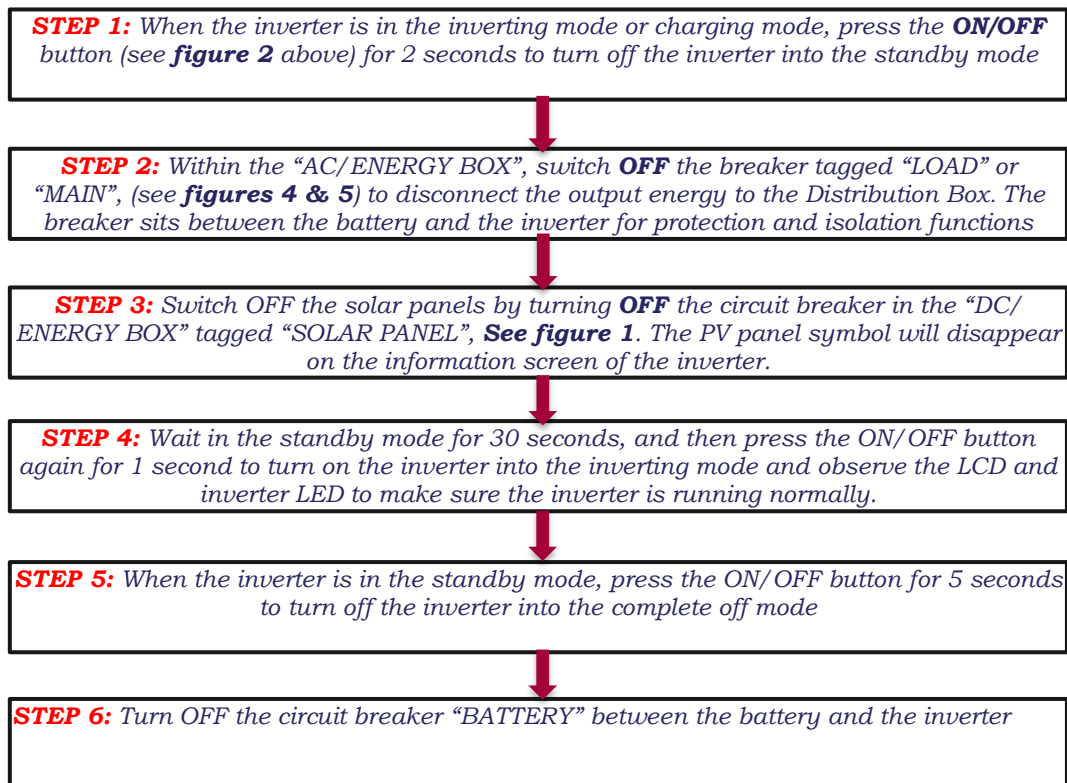 STEP 1: When the inverter is in the inverting mode or charging mode, press the ON/OFF
button (see figure 2 above) for 2 seconds to turn off the inverter into the standby mode
STEP 2: Within the “AC/ENERGY BOX”, switch OFF the breaker tagged “LOAD” or
“MAIN”, (see figures 4 & 5) to disconnect the output energy to the Distribution Box. The
breaker sits between the battery and the inverter for protection and isolation functions
STEP 3: Switch OFF the solar panels by turning OFF the circuit breaker in the “DC/
ENERGY BOX” tagged “SOLAR PANEL”, See figure 1. The PV panel symbol will disappear
on the information screen of the inverter.
STEP 4: Wait in the standby mode for 30 seconds, and then press the ON/OFF button
again for 1 second to turn on the inverter into the inverting mode and observe the LCD and
inverter LED to make sure the inverter is running normally.
STEP 5: When the inverter is in the standby mode, press the ON/OFF button for 5 seconds
to turn off the inverter into the complete off mode
STEP 6: Turn OFF the circuit breaker “BATTERY” between the battery and the inverter